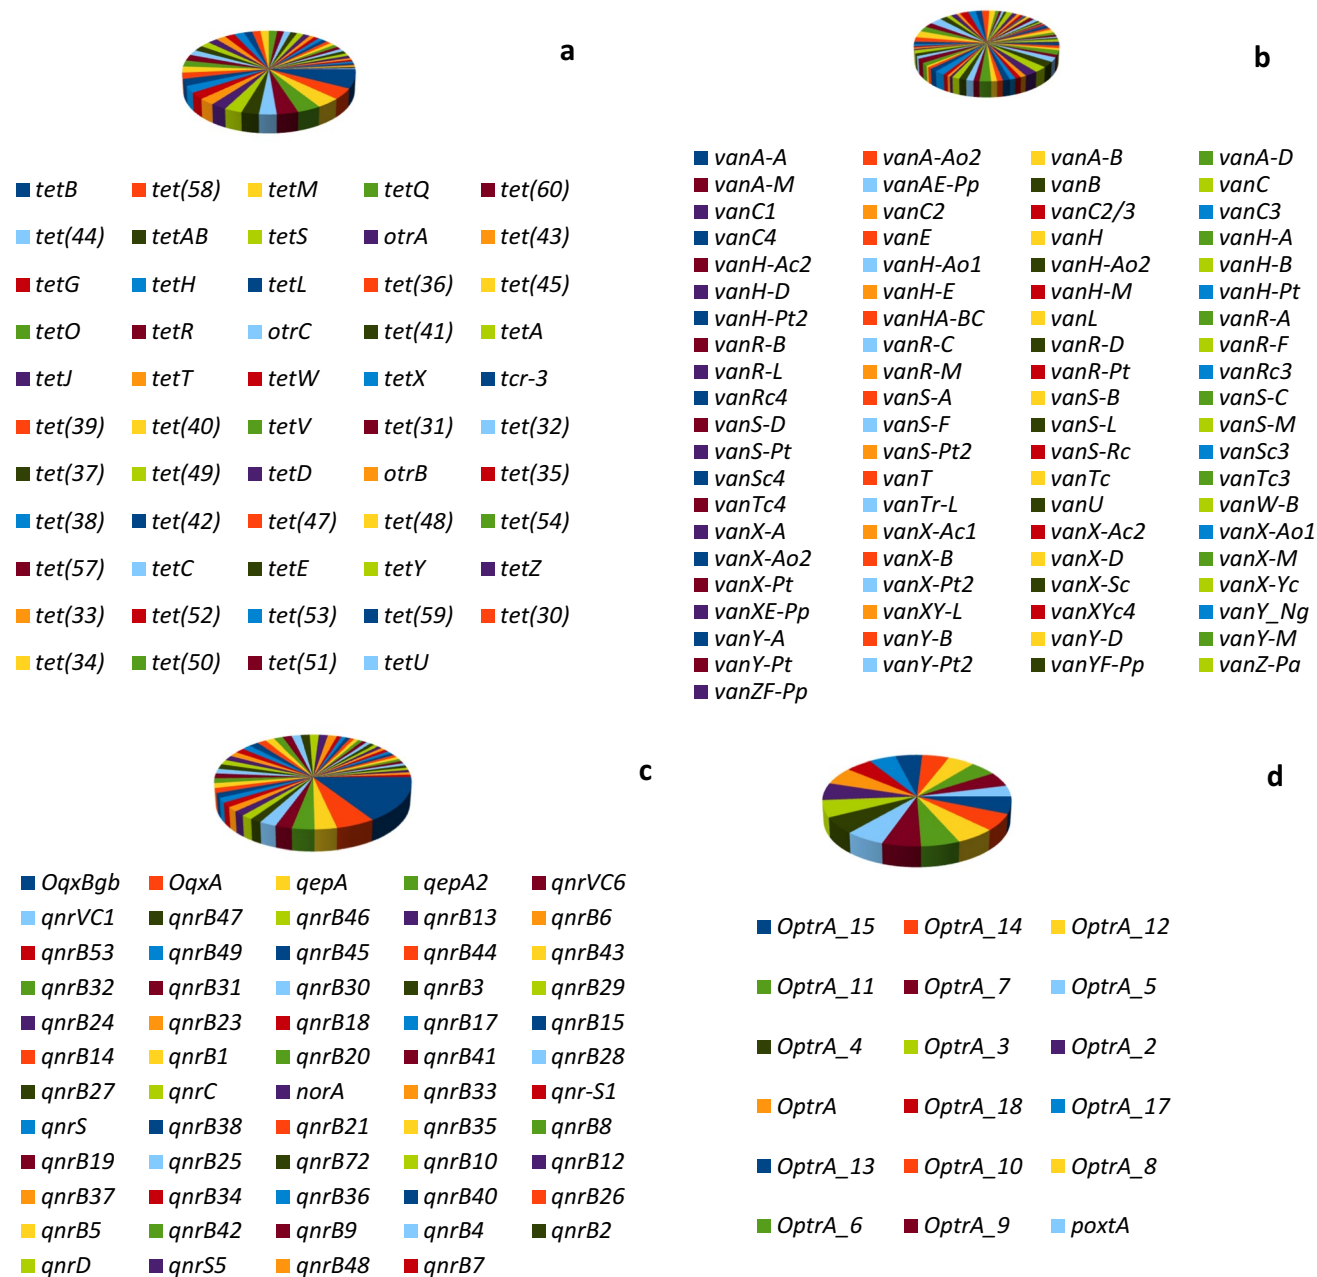 a
tetB tet(58) tetM tetQ tet(60)
tet(44) tetAB tetS otrA tet(43)
tetG tetH tetL tet(36) tet(45)
tetO tetR otrC tet(41) tetA
tetJ tetT tetW tetX tcr-3
tet(39) tet(40) tetV tet(31) tet(32)
tet(37) tet(49) tetD otrB tet(35)
tet(38) tet(42) tet(47) tet(48) tet(54)
tet(57) tetC tetE tetY tetZ
tet(33) tet(52) tet(53) tet(59) tet(30)
tet(34) tet(50) tet(51) tetU
b
vanA-A vanA-Ao2 vanA-B vanA-D
vanA-M vanAE-Pp vanB vanC
vanC1 vanC2 vanC2/3 vanC3
vanC4 vanE vanH vanH-A
vanH-Ac2 vanH-Ao1 vanH-Ao2 vanH-B
vanH-D vanH-E vanH-M vanH-Pt
vanH-Pt2 vanHA-BC vanL vanR-A
vanR-B vanR-C vanR-D vanR-F
vanR-L vanR-M vanR-Pt vanRc3
vanRc4 vanS-A vanS-B vanS-C
vanS-D vanS-F vanS-L vanS-M
vanS-Pt vanS-Pt2 vanS-Rc vanSc3
vanSc4 vanT vanTc vanTc3
vanTc4 vanTr-L vanU vanW-B
vanX-A vanX-Ac1 vanX-Ac2 vanX-Ao1
vanX-Ao2 vanX-B vanX-D vanX-M
vanX-Pt vanX-Pt2 vanX-Sc vanX-Yc
vanXE-Pp vanXY-L vanXYc4 vanY_Ng
vanY-A vanY-B vanY-D vanY-M
vanY-Pt vanY-Pt2 vanYF-Pp vanZ-Pa
vanZF-Pp
c
OqxBgb OqxA qepA qepA2 qnrVC6
qnrVC1 qnrB47 qnrB46 qnrB13 qnrB6
qnrB53 qnrB49 qnrB45 qnrB44 qnrB43
qnrB32 qnrB31 qnrB30 qnrB3 qnrB29
qnrB24 qnrB23 qnrB18 qnrB17 qnrB15
qnrB14 qnrB1 qnrB20 qnrB41 qnrB28
qnrB27 qnrC norA qnrB33 qnr-S1
qnrS qnrB38 qnrB21 qnrB35 qnrB8
qnrB19 qnrB25 qnrB72 qnrB10 qnrB12
qnrB37 qnrB34 qnrB36 qnrB40 qnrB26
qnrB5 qnrB42 qnrB9 qnrB4 qnrB2
qnrD qnrS5 qnrB48 qnrB7
d
OptrA_15 OptrA_14 OptrA_12
OptrA_11 OptrA_7 OptrA_5
OptrA_4 OptrA_3 OptrA_2
OptrA OptrA_18 OptrA_17
OptrA_13 OptrA_10 OptrA_8
OptrA_6 OptrA_9 poxtA